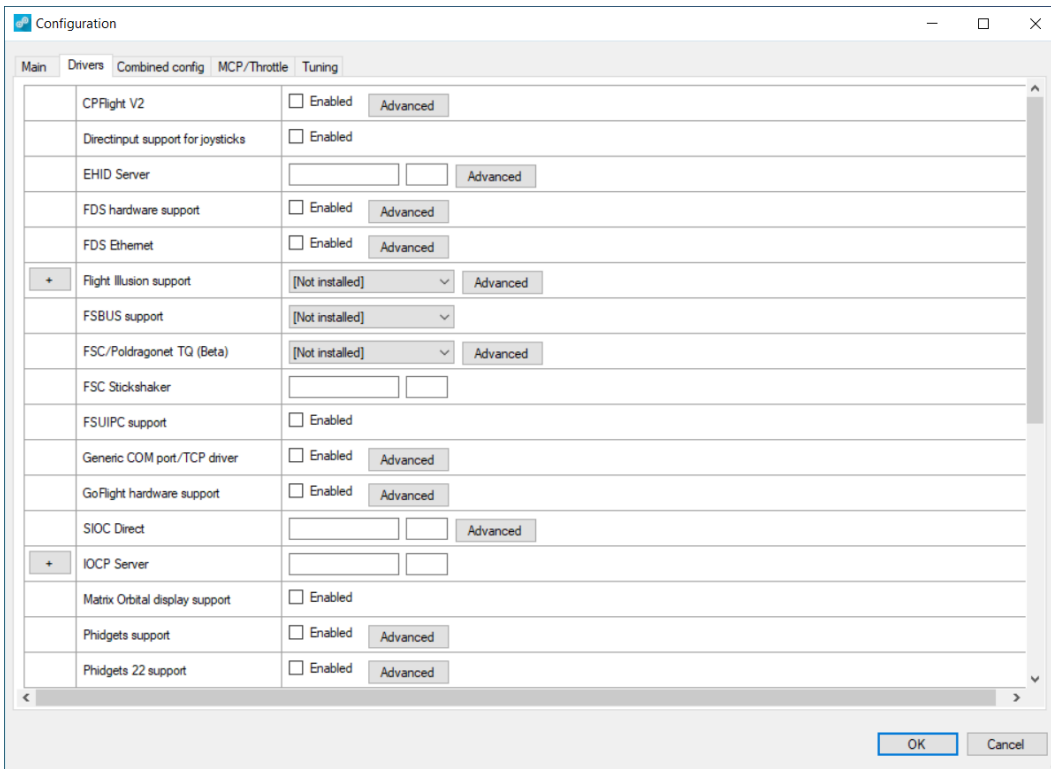 Configuration
Main Drivers Combined config MCP/Throttle Tuning
CPFlight V2 Enabled Advanced
Directinput support for joysticks Enabled
EHID Server Advanced
FDS hardware support Enabled Advanced
FDS Ethernet Enabled Advanced
+ Flight Illusion support [Not installed] Advanced
FSBUS support [Not installed]
FSC/Poldragonet TQ (Beta) [Not installed] Advanced
FSC Stickshaker
FSUIPC support Enabled
Generic COM port/TCP driver Enabled Advanced
GoFlight hardware support Enabled Advanced
SIOC Direct Advanced
+ IOCP Server
Matrix Orbital display support Enabled
Phidgets support Enabled Advanced
Phidgets 22 support Enabled Advanced
OK Cancel